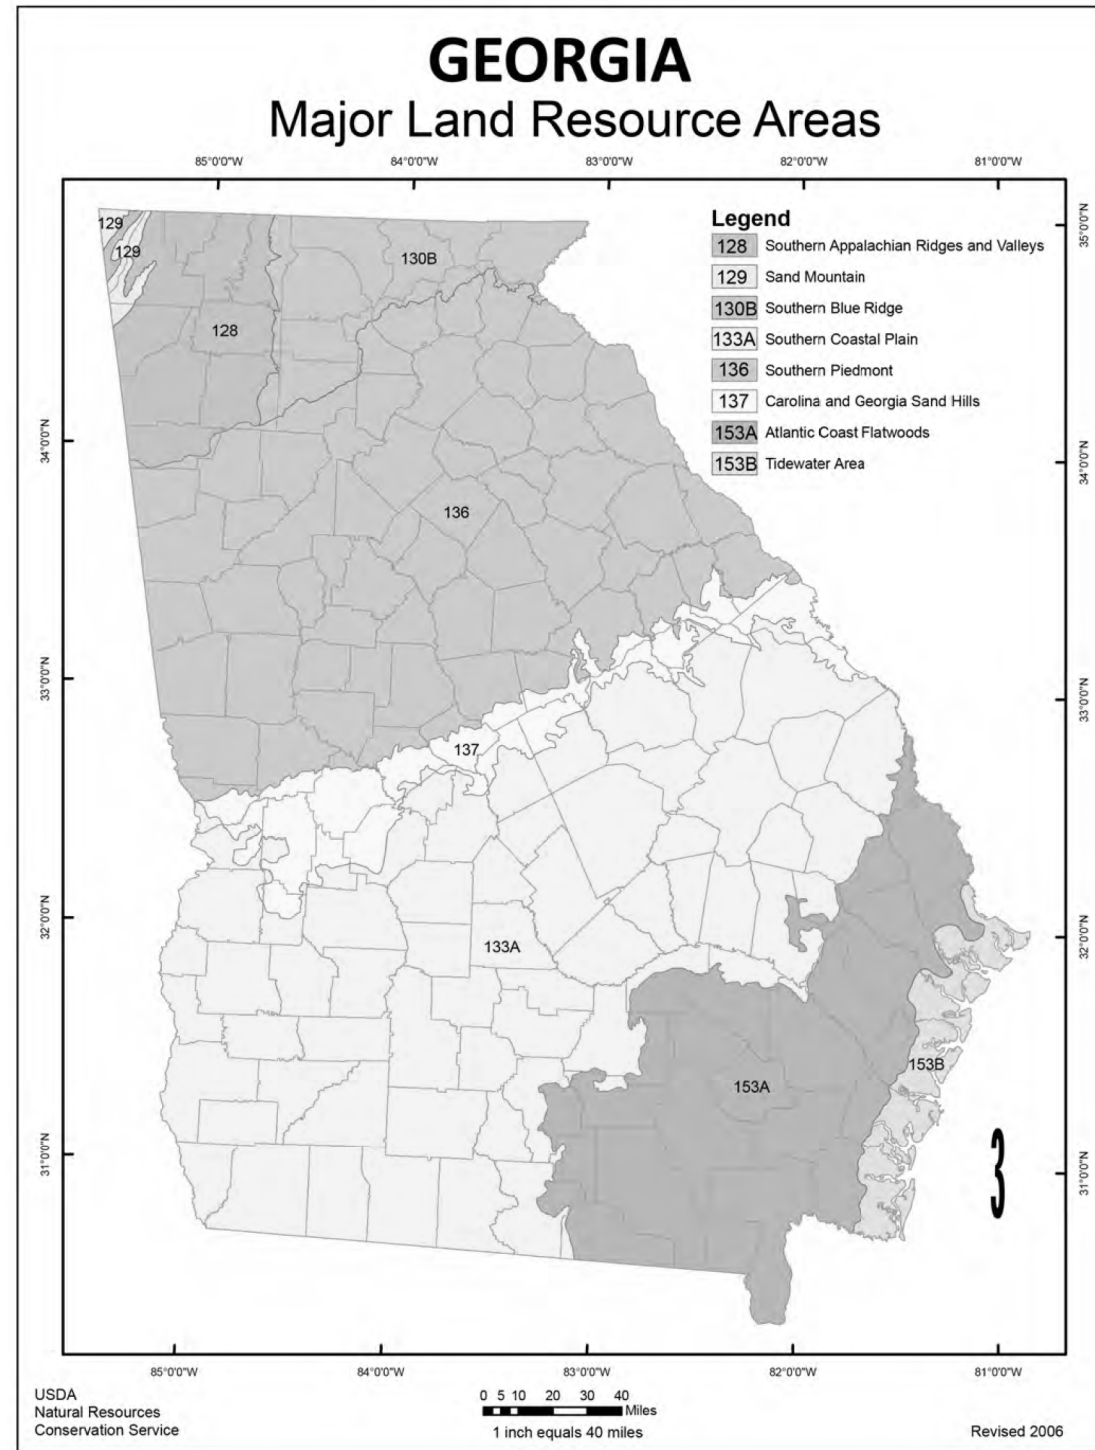 GEORGIA
Major Land Resource Areas
85°0'0"W 84°0'0"W 83°0'0"W 82°0'0"W 81°0'0"W
Legend
128 Southern Appalachian Ridges and Valleys
129 Sand Mountain
130B Southern Blue Ridge
133A Southern Coastal Plain
136 Southern Piedmont
137 Carolina and Georgia Sand Hills
153A Atlantic Coast Flatwoods
153B Tidewater Area
129
129
130B
128
136
137
133A
153A
153B
35°0'0"N
34°0'0"N
34°0'0"N
33°0'0"N
33°0'0"N
32°0'0"N
32°0'0"N
31°0'0"N
31°0'0"N
3
85°0'0"W 84°0'0"W 83°0'0"W 82°0'0"W 81°0'0"W
USDA
Natural Resources
Conservation Service
0 5 10 20 30 40
Miles
1 inch equals 40 miles
Revised 2006